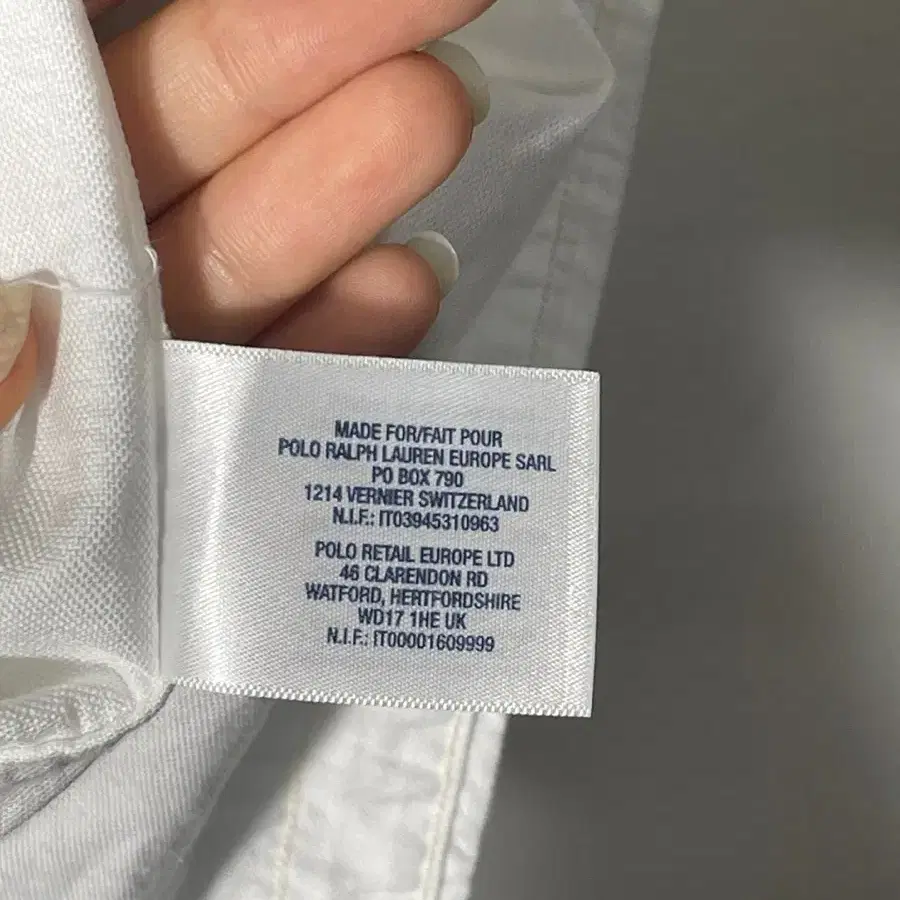 MADE FOR/FAIT POUR
POLO RALPH LAUREN EUROPE SARL
PO BOX 790
1214 VERNIER SWITZERLAND
N.I.F.: IT03945310963
POLO RETAIL EUROPE LTD
46 CLARENDON RD
WATFORD, HERTFORDSHIRE
WD17 1HE UK
N.I.F.: IT00001609999